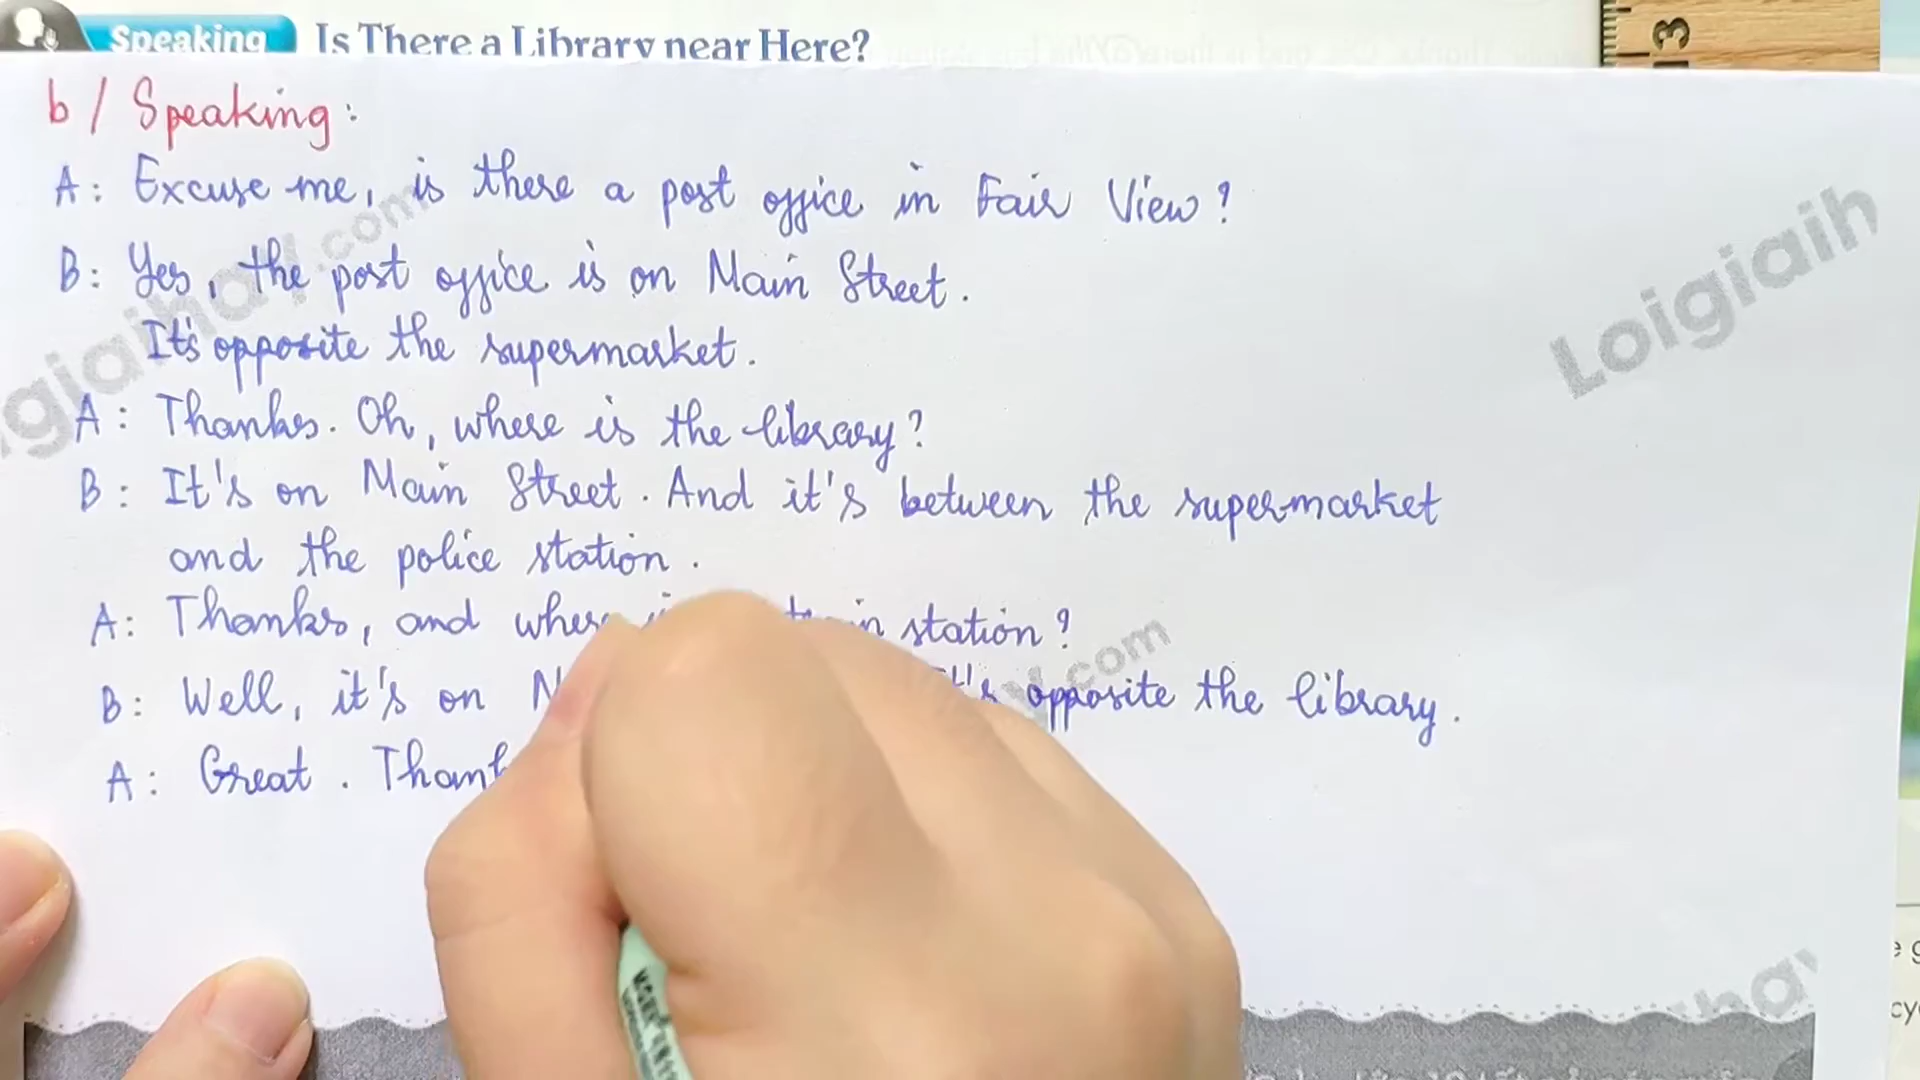 Speaking Is There a Library near Here?
b / Speaking:
A: Excuse me, is there a post office in Fair View?
B: Yes, the post office is on Main Street.
It's opposite the supermarket.
A: Thanks. Oh, where is the library?
B: It's on Main Street. And it's between the supermarket
and the police station.
A: Thanks, and where station?
B: Well, it's on opposite the library.
A: Great.
Loigiaih